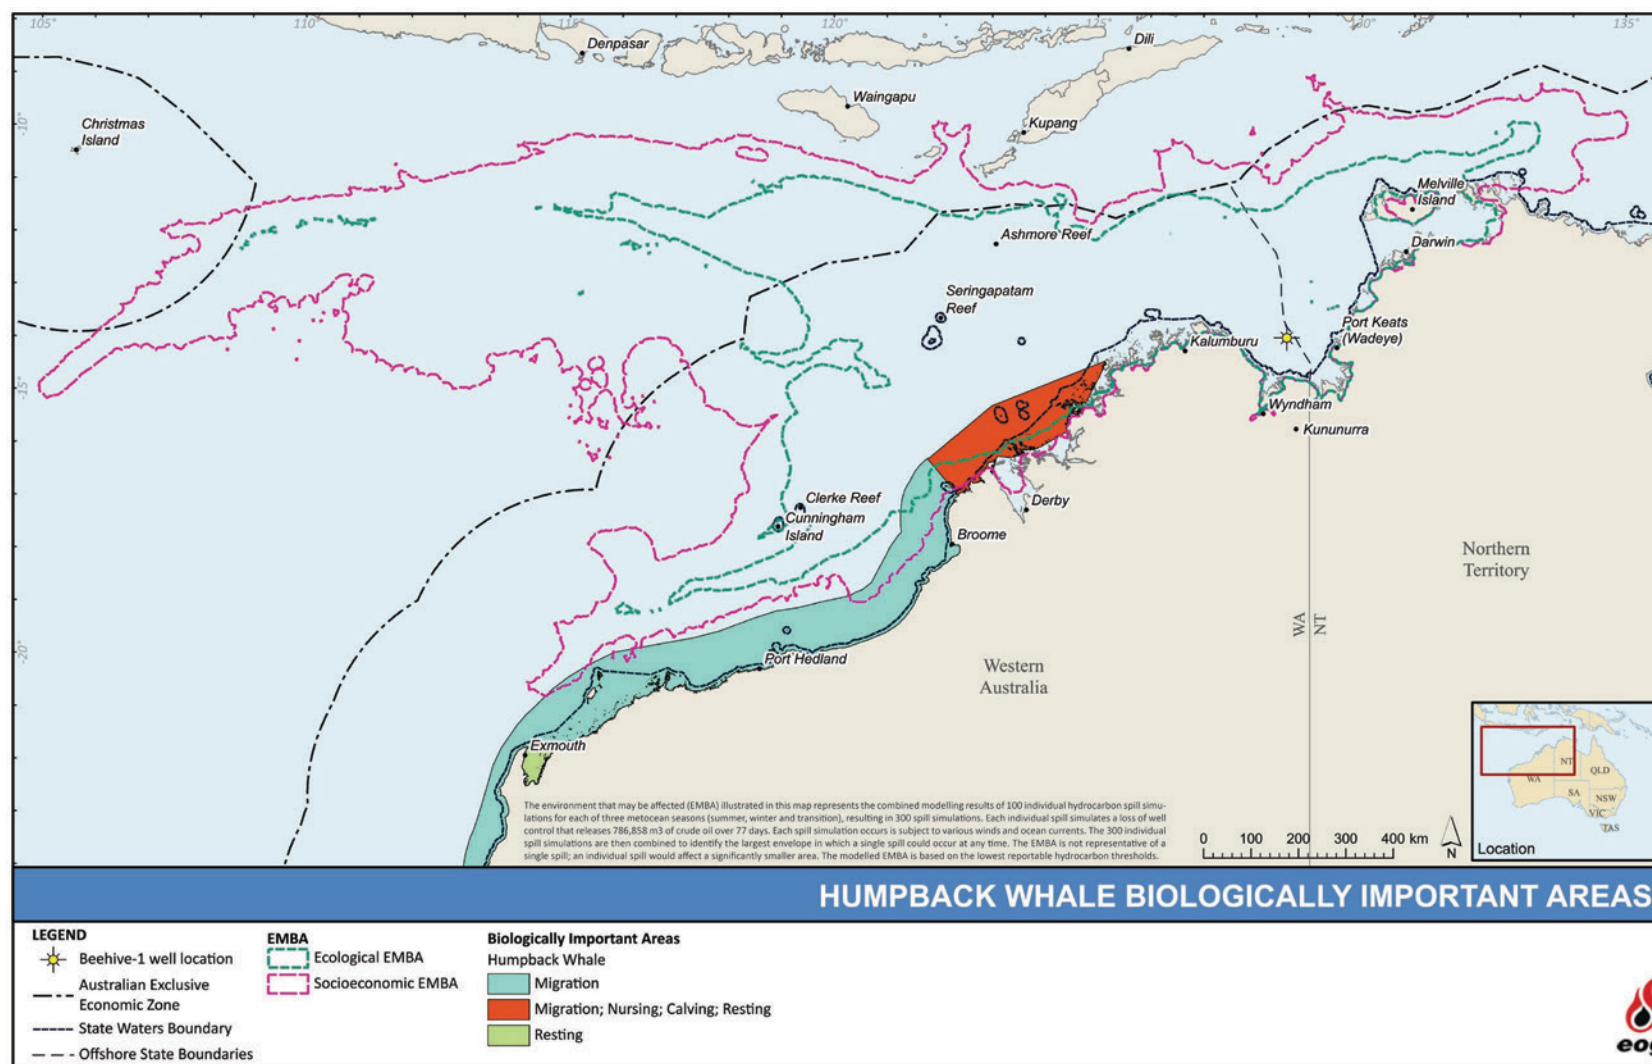 105°
110°
115°
120°
125°
130°
135°
Denpasar
Dili
Waingapu
-10°
Christmas
Island
Kupang
Melville
Island
Ashmore Reef
Darwin
Seringapatam
Reef
Port Keats
(Wadeye)
Kalumburu
-15°
Wyndham
Kununurra
Clerke Reef
Cunningham
Island
Derby
Broome
Northern
Territory
WA
NT
-20°
Port Hedland
Western
Australia
Exmouth
The environment that may be affected (EMBA) illustrated in this map represents the combined modelling results of 100 individual hydrocarbon spill simu-
lations for each of three metocean seasons (summer, winter and transition), resulting in 300 spill simulations. Each individual spill simulates a loss of well
control that releases 786,858 m3 of crude oil over 77 days. Each spill simulation occurs is subject to various winds and ocean currents. The 300 individual
spill simulations are then combined to identify the largest envelope in which a single spill could occur at any time. The EMBA is not representative of a
single spill; an individual spill would affect a significantly smaller area. The modelled EMBA is based on the lowest reportable hydrocarbon thresholds.
0 100 200 300 400 km
N
WA
NT
QLD
SA
NSW
VIC
TAS
Location
HUMPBACK WHALE BIOLOGICALLY IMPORTANT AREAS
LEGEND
Beehive-1 well location
Australian Exclusive
Economic Zone
State Waters Boundary
Offshore State Boundaries
EMBA
Ecological EMBA
Socioeconomic EMBA
Biologically Important Areas
Humpback Whale
Migration
Migration; Nursing; Calving; Resting
Resting